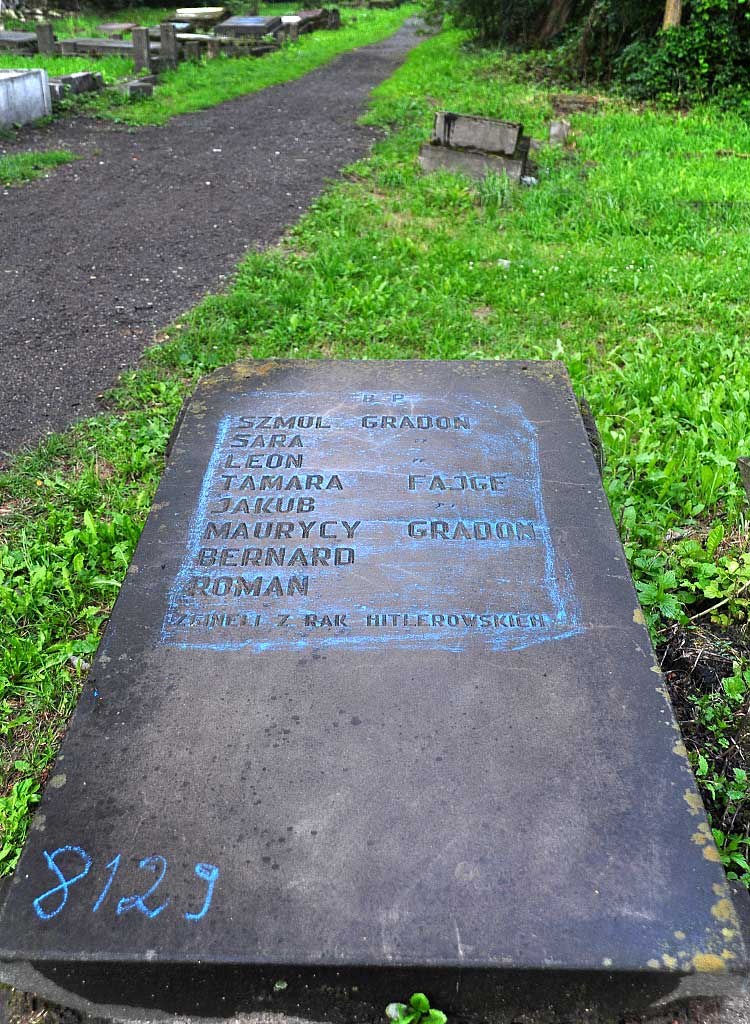 B P
SZMUL GRADON
SARA "
LEON "
TAMARA FAJGE
JAKUB "
MAURYCY GRADON
BERNARD
ROMAN
ZGINELI Z RAK HITLEROWSKICH
8129